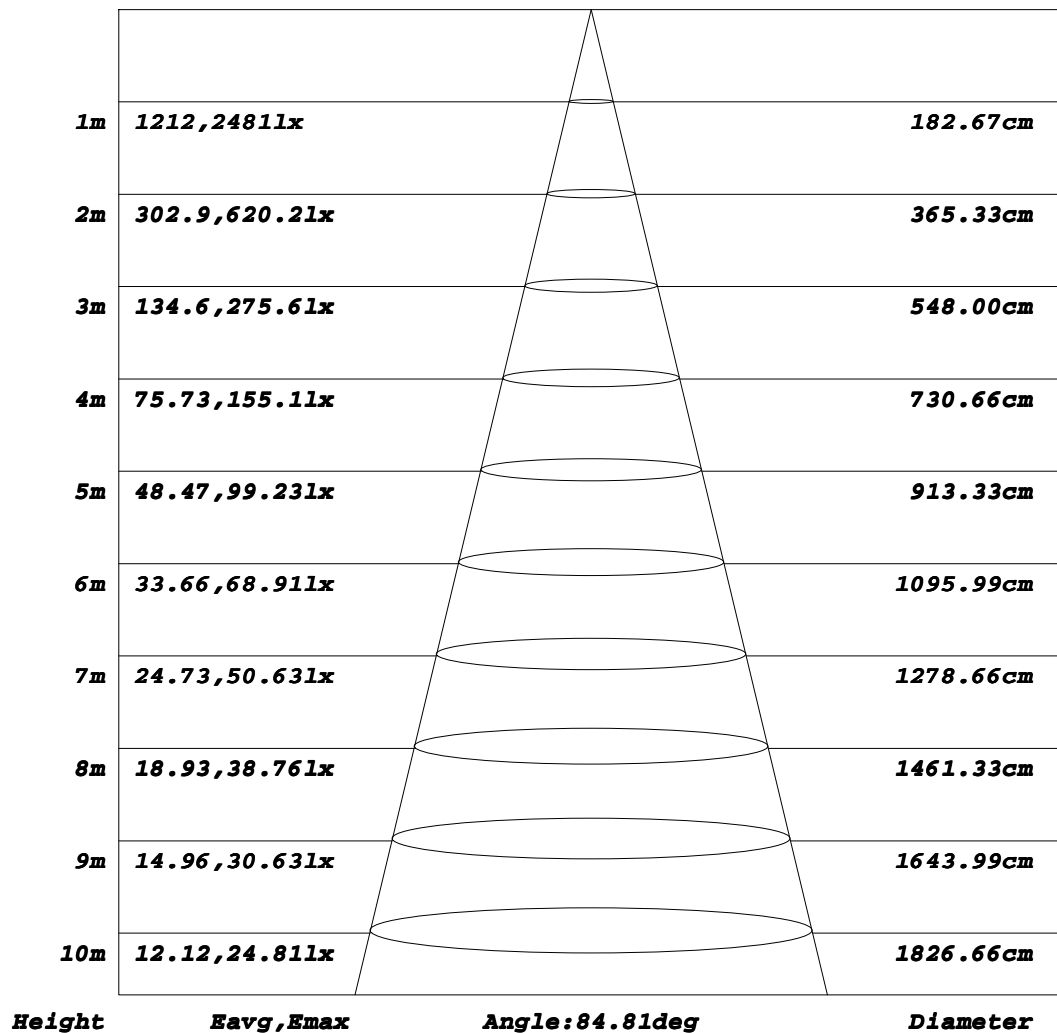 1m 1212,2481lx 182.67cm
2m 302.9,620.2lx 365.33cm
3m 134.6,275.6lx 548.00cm
4m 75.73,155.1lx 730.66cm
5m 48.47,99.23lx 913.33cm
6m 33.66,68.91lx 1095.99cm
7m 24.73,50.63lx 1278.66cm
8m 18.93,38.76lx 1461.33cm
9m 14.96,30.63lx 1643.99cm
10m 12.12,24.81lx 1826.66cm
Height Eavg,Emax Angle:84.81deg Diameter